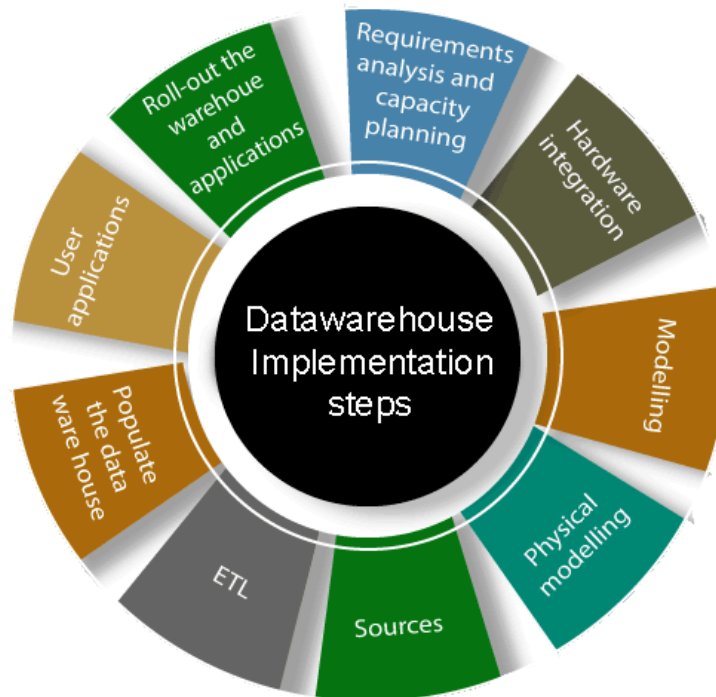 Datawarehouse
Implementation
steps
Requirements
analysis and
capacity
planning
Hardware
integration
Modelling
Physical
modelling
Sources
ETL
Populate
the data
ware house
User
applications
Roll-out the
warehoue
and
applications